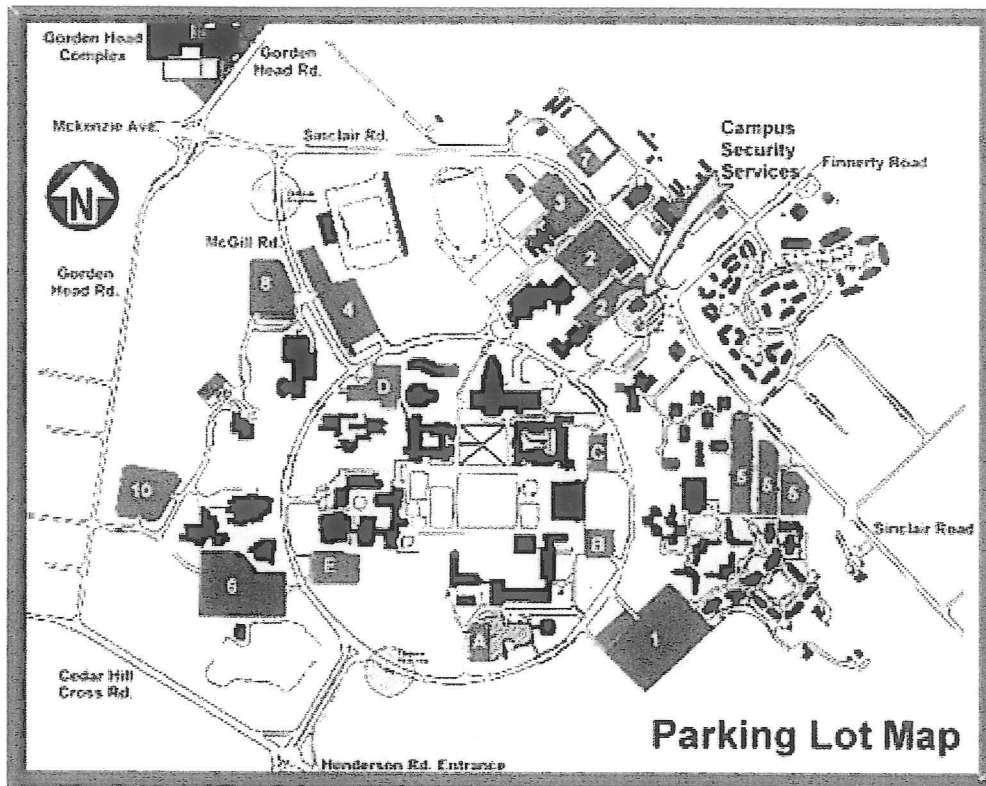 Gorden Head
Complex
Gorden
Head Rd.
Mckenzie Ave.
Sinclair Rd.
Campus
Security
Services
Finnerty Road
N
7
3
McGill Rd.
2
2
Gorden
Head Rd.
8
4
D
C
10
5
5
5
Sinclair Road
B
E
6
1
A
Cedar Hill
Cross Rd.
Parking Lot Map
Henderson Rd. Entrance